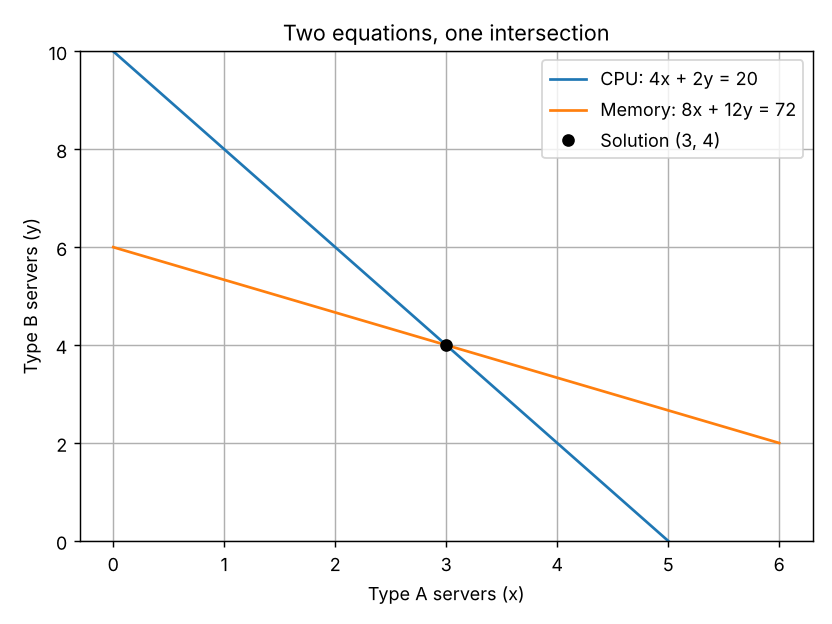 Two equations, one intersection
CPU: 4x + 2y = 20
Memory: 8x + 12y = 72
Solution (3, 4)
Type B servers (y)
10
8
6
4
2
0
0 1 2 3 4 5 6
Type A servers (x)